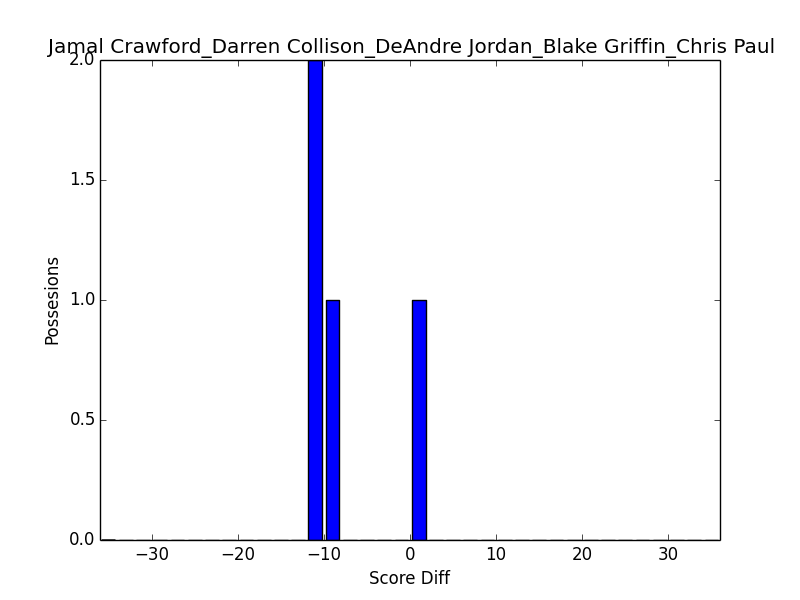 Jamal Crawford_Darren Collison_DeAndre Jordan_Blake Griffin_Chris Paul
2.0
1.5
1.0
0.5
0.0
Possesions
−30 −20 −10 0 10 20 30
Score Diff